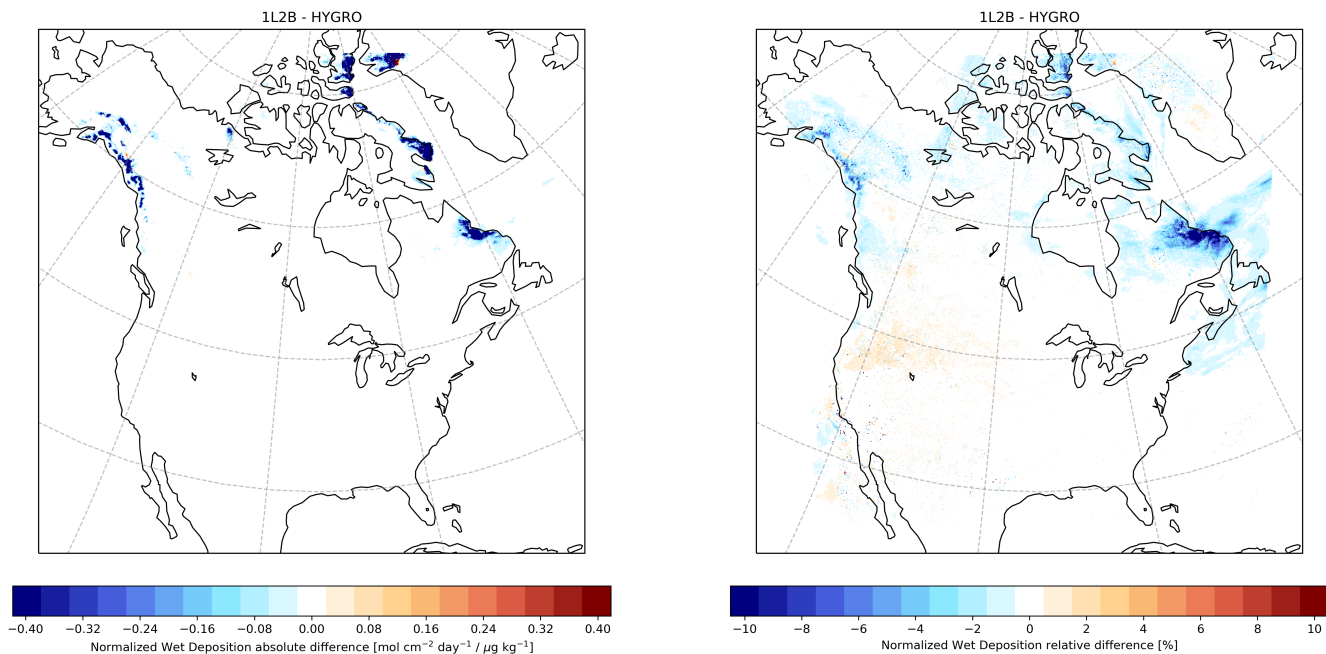 1L2B - HYGRO
1L2B - HYGRO
−0.40 −0.32 −0.24 −0.16 −0.08 0.00 0.08 0.16 0.24 0.32 0.40
Normalized Wet Deposition absolute difference [mol cm⁻² day⁻¹ / μg kg⁻¹]
−10 −8 −6 −4 −2 0 2 4 6 8 10
Normalized Wet Deposition relative difference [%]